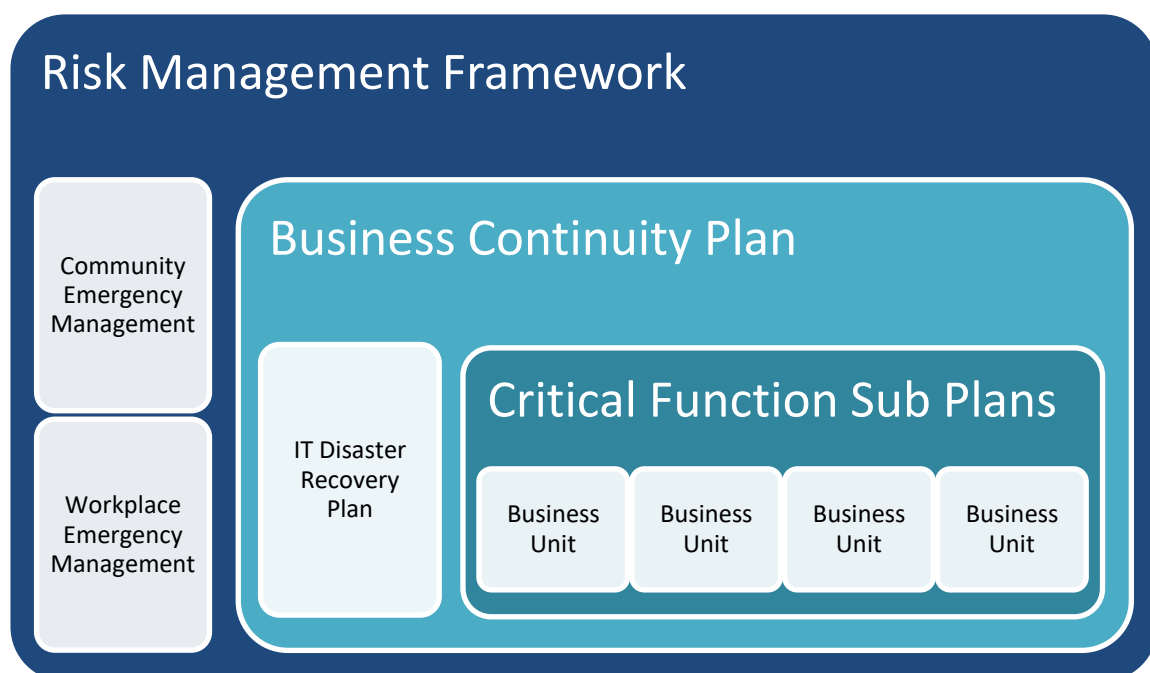 Risk Management Framework
Community
Emergency
Management
Workplace
Emergency
Management
Business Continuity Plan
IT Disaster
Recovery
Plan
Critical Function Sub Plans
Business
Unit
Business
Unit
Business
Unit
Business
Unit